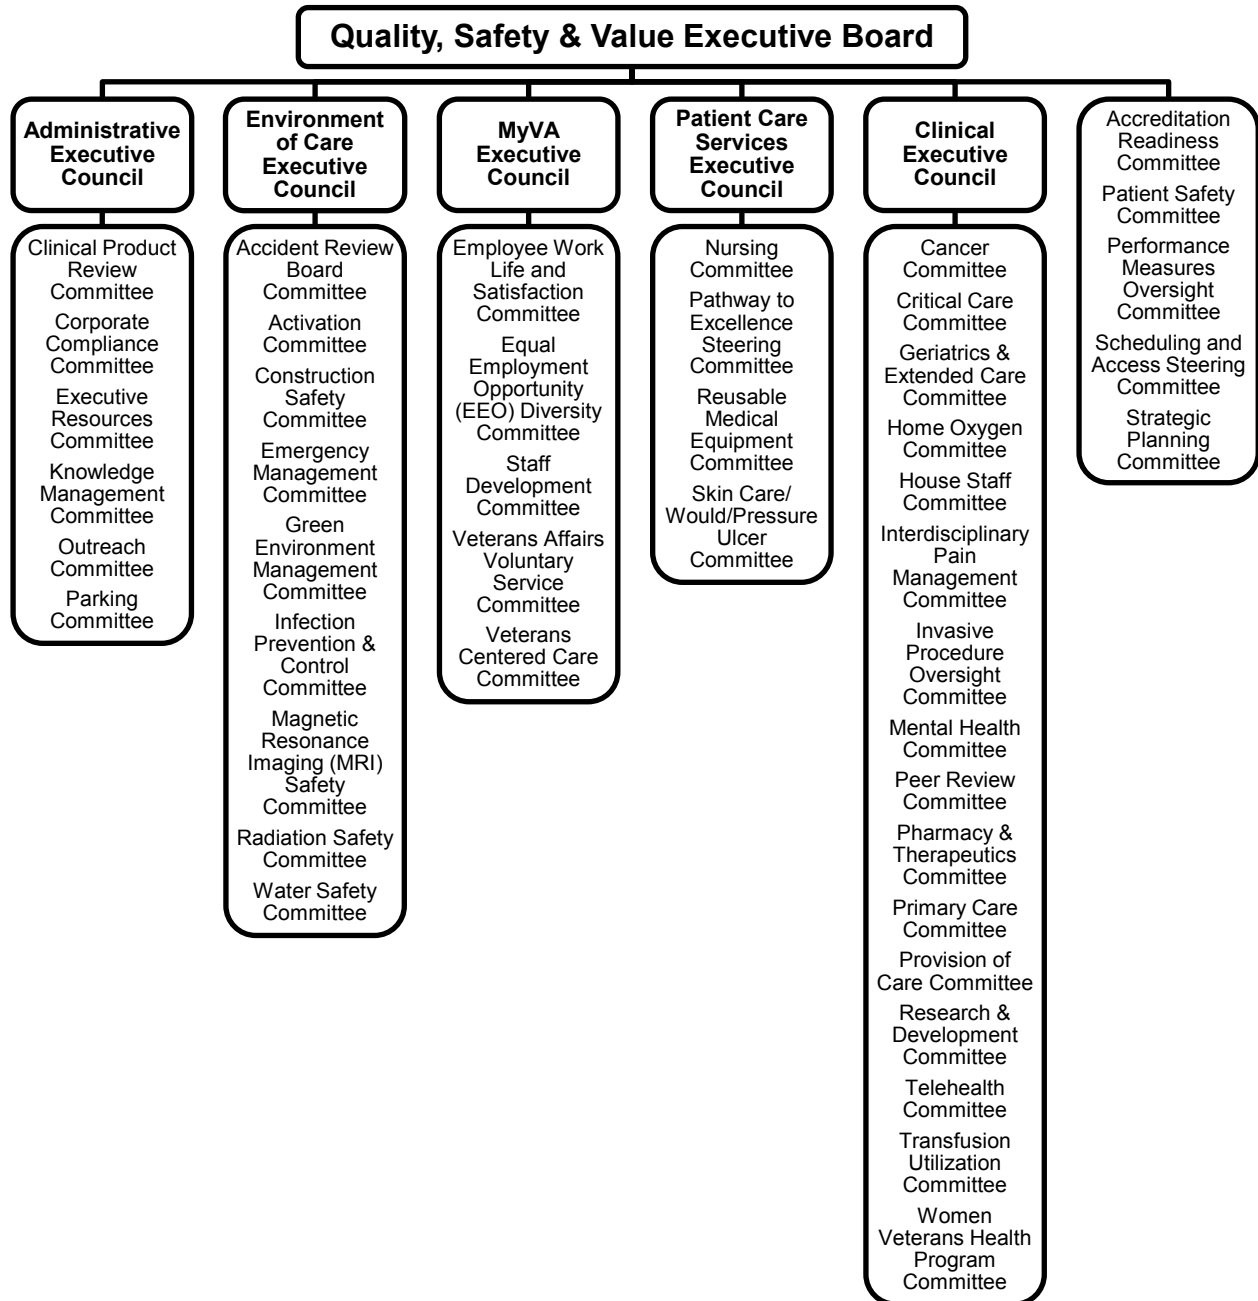 Quality, Safety & Value Executive Board
Administrative
Executive
Council
Clinical Product
Review
Committee
Corporate
Compliance
Committee
Executive
Resources
Committee
Knowledge
Management
Committee
Outreach
Committee
Parking
Committee
Environment
of Care
Executive
Council
Accident Review
Board
Committee
Activation
Committee
Construction
Safety
Committee
Emergency
Management
Committee
Green
Environment
Management
Committee
Infection
Prevention &
Control
Committee
Magnetic
Resonance
Imaging (MRI)
Safety
Committee
Radiation Safety
Committee
Water Safety
Committee
MyVA
Executive
Council
Employee Work
Life and
Satisfaction
Committee
Equal
Employment
Opportunity
(EEO) Diversity
Committee
Staff
Development
Committee
Veterans Affairs
Voluntary
Service
Committee
Veterans
Centered Care
Committee
Patient Care
Services
Executive
Council
Nursing
Committee
Pathway to
Excellence
Steering
Committee
Reusable
Medical
Equipment
Committee
Skin Care/
Would/Pressure
Ulcer
Committee
Clinical
Executive
Council
Cancer
Committee
Critical Care
Committee
Geriatrics &
Extended Care
Committee
Home Oxygen
Committee
House Staff
Committee
Interdisciplinary
Pain
Management
Committee
Invasive
Procedure
Oversight
Committee
Mental Health
Committee
Peer Review
Committee
Pharmacy &
Therapeutics
Committee
Primary Care
Committee
Provision of
Care Committee
Research &
Development
Committee
Telehealth
Committee
Transfusion
Utilization
Committee
Women
Veterans Health
Program
Committee
Accreditation
Readiness
Committee
Patient Safety
Committee
Performance
Measures
Oversight
Committee
Scheduling and
Access Steering
Committee
Strategic
Planning
Committee